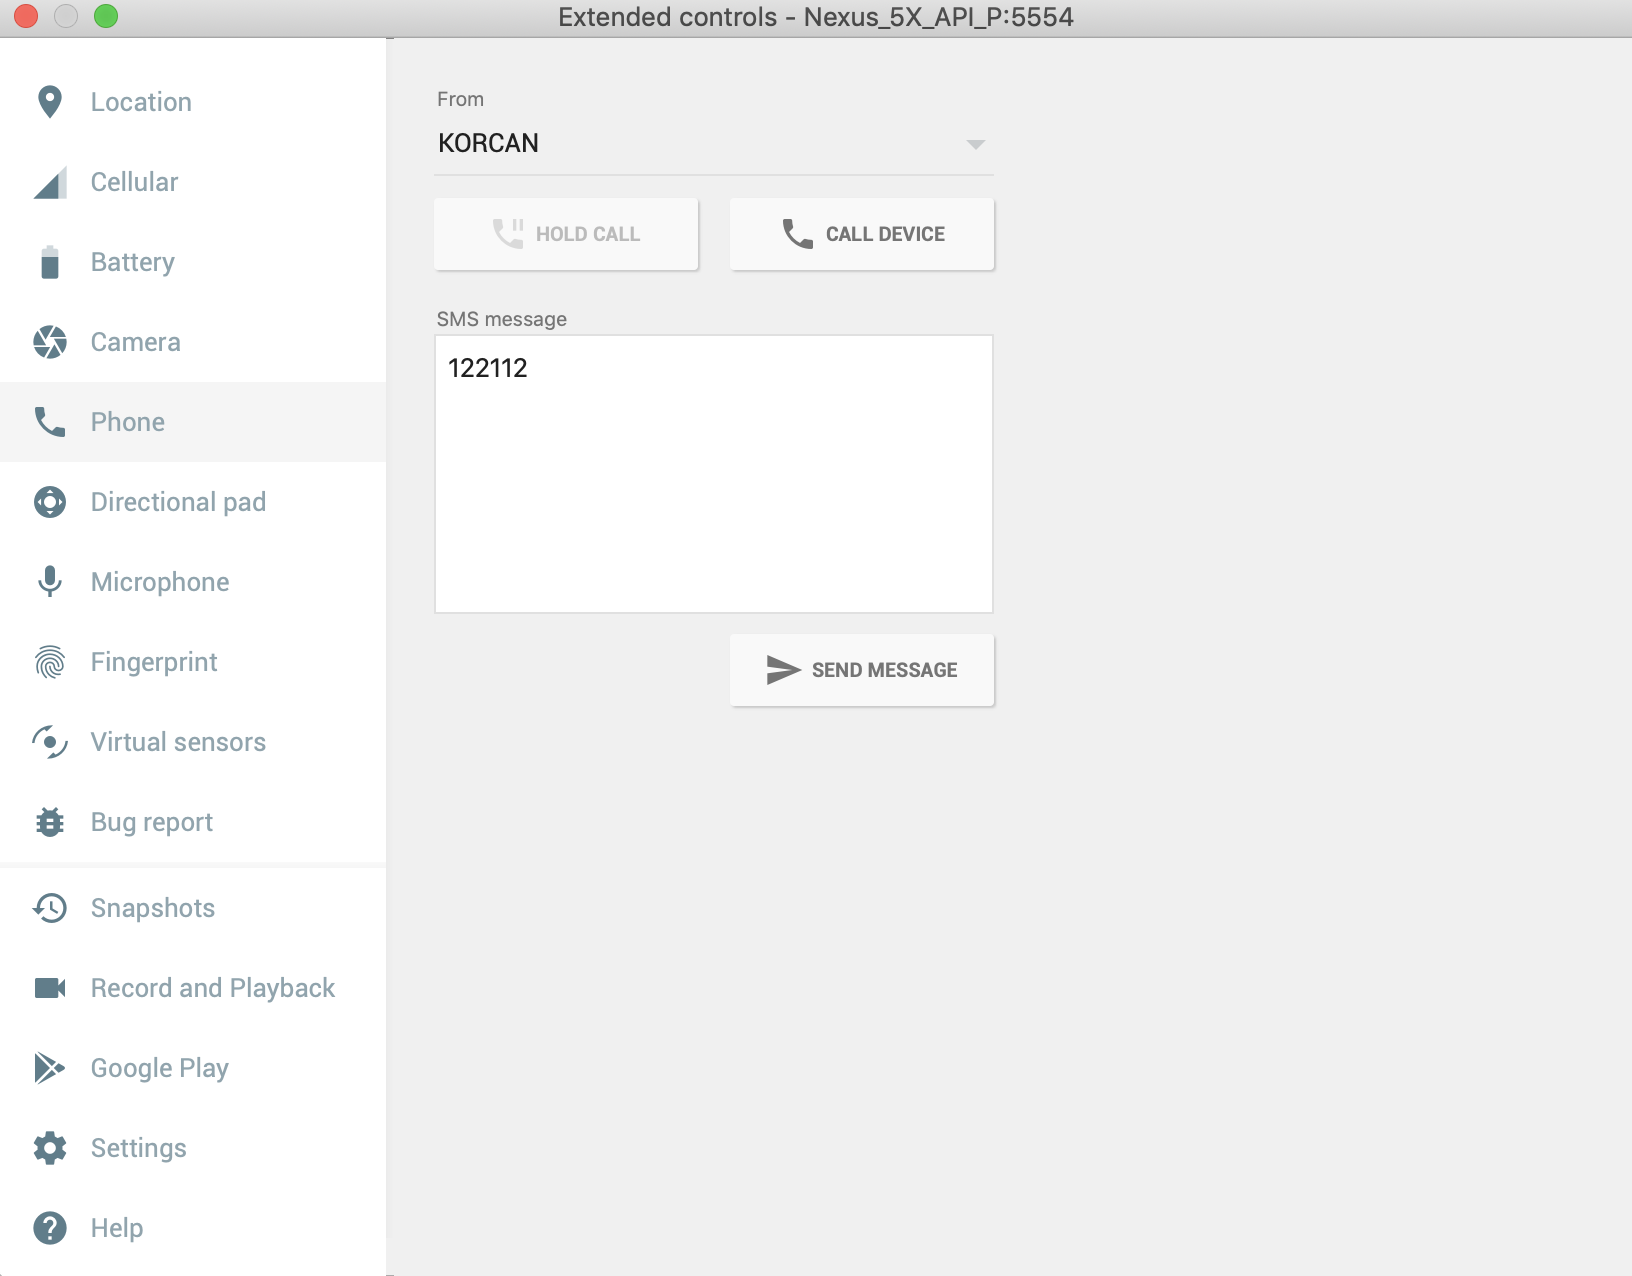 Extended controls - Nexus_5X_API_P:5554
Location
Cellular
Battery
Camera
Phone
Directional pad
Microphone
Fingerprint
Virtual sensors
Bug report
Snapshots
Record and Playback
Google Play
Settings
Help
From
KORCAN
HOLD CALL
CALL DEVICE
SMS message
122112
SEND MESSAGE